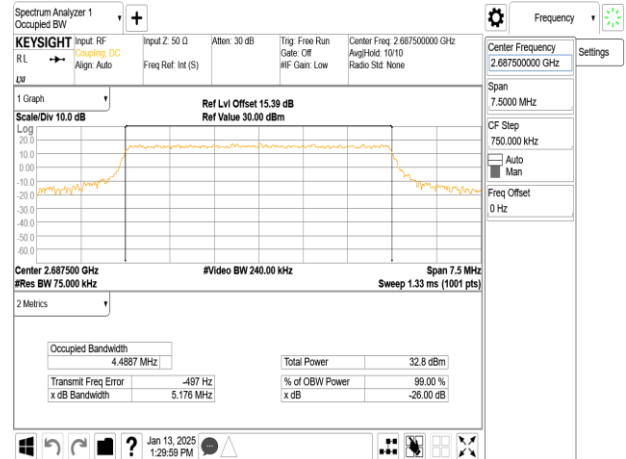 Spectrum Analyzer 1
Occupied BW
+
Frequency
KEYSIGHT
Input: RF
Coupling: DC
Align: Auto
Input Z: 50 Ω
Freq Ref: Int (S)
Atten: 30 dB
Trig: Free Run
Gate: Off
#IF Gain: Low
Center Freq: 2.687500000 GHz
Avg|Hold: 10/10
Radio Std: None
RL
LXI
Center Frequency
2.687500000 GHz
Settings
Span
7.5000 MHz
CF Step
750.000 kHz
Auto
Man
Freq Offset
0 Hz
1 Graph
Scale/Div 10.0 dB
Ref Lvl Offset 15.39 dB
Ref Value 30.00 dBm
Log
20.0
10.0
0.00
-10.0
-20.0
-30.0
-40.0
-50.0
-60.0
Center 2.687500 GHz
#Video BW 240.00 kHz
Span 7.5 MHz
#Res BW 75.000 kHz
Sweep 1.33 ms (1001 pts)
2 Metrics
Occupied Bandwidth
4.4887 MHz
Total Power 32.8 dBm
Transmit Freq Error -497 Hz
% of OBW Power 99.00 %
x dB Bandwidth 5.176 MHz
x dB -26.00 dB
?
Jan 13, 2025
1:29:59 PM